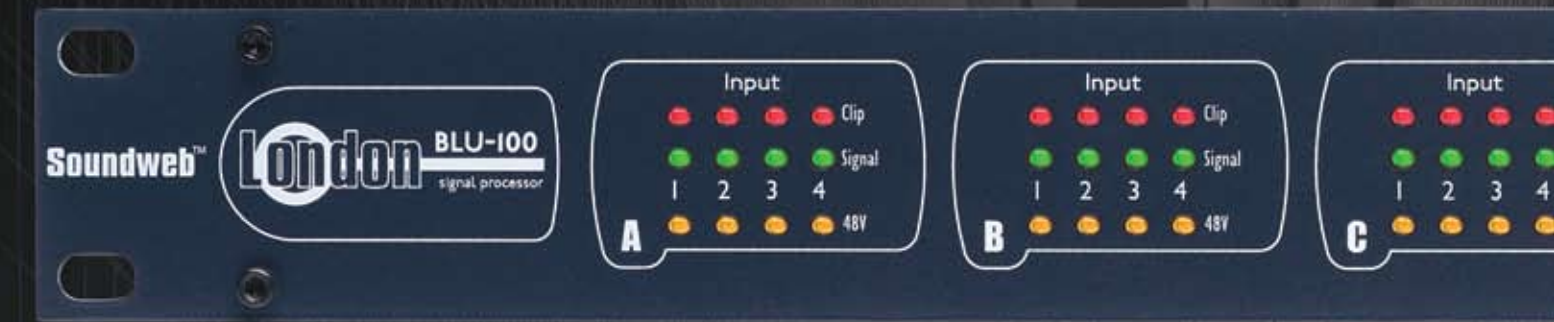 Soundweb™
London
BLU-100
signal processor
Input
Clip
Signal
1 2 3 4
48V
A
Input
Clip
Signal
1 2 3 4
48V
B
Input
1 2 3 4
C